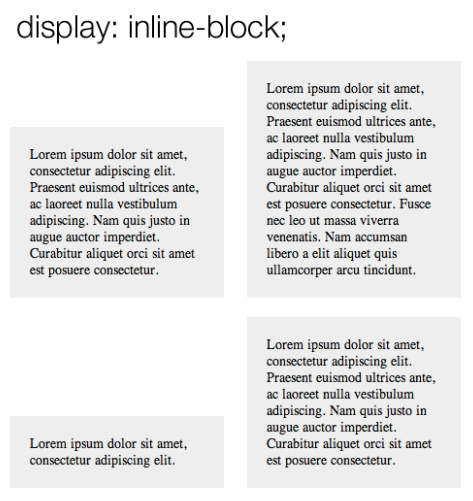 display: inline-block;
Lorem ipsum dolor sit amet,
consectetur adipiscing elit.
Praesent euismod ultrices ante,
ac laoreet nulla vestibulum
adipiscing. Nam quis justo in
augue auctor imperdiet.
Curabitur aliquet orci sit amet
est posuere consectetur.
Lorem ipsum dolor sit amet,
consectetur adipiscing elit.
Praesent euismod ultrices ante,
ac laoreet nulla vestibulum
adipiscing. Nam quis justo in
augue auctor imperdiet.
Curabitur aliquet orci sit amet
est posuere consectetur. Fusce
nec leo ut massa viverra
venenatis. Nam accumsan
libero a elit aliquet quis
ullamcorper arcu tincidunt.
Lorem ipsum dolor sit amet,
consectetur adipiscing elit.
Lorem ipsum dolor sit amet,
consectetur adipiscing elit.
Praesent euismod ultrices ante,
ac laoreet nulla vestibulum
adipiscing. Nam quis justo in
augue auctor imperdiet.
Curabitur aliquet orci sit amet
est posuere consectetur.